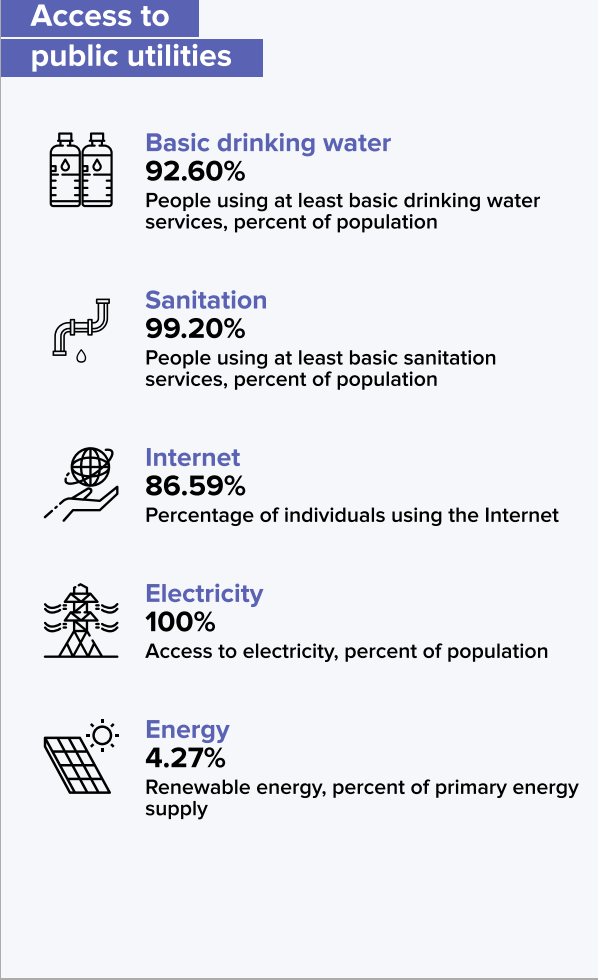 Access to
public utilities
Basic drinking water
92.60%
People using at least basic drinking water
services, percent of population
Sanitation
99.20%
People using at least basic sanitation
services, percent of population
Internet
86.59%
Percentage of individuals using the Internet
Electricity
100%
Access to electricity, percent of population
Energy
4.27%
Renewable energy, percent of primary energy
supply